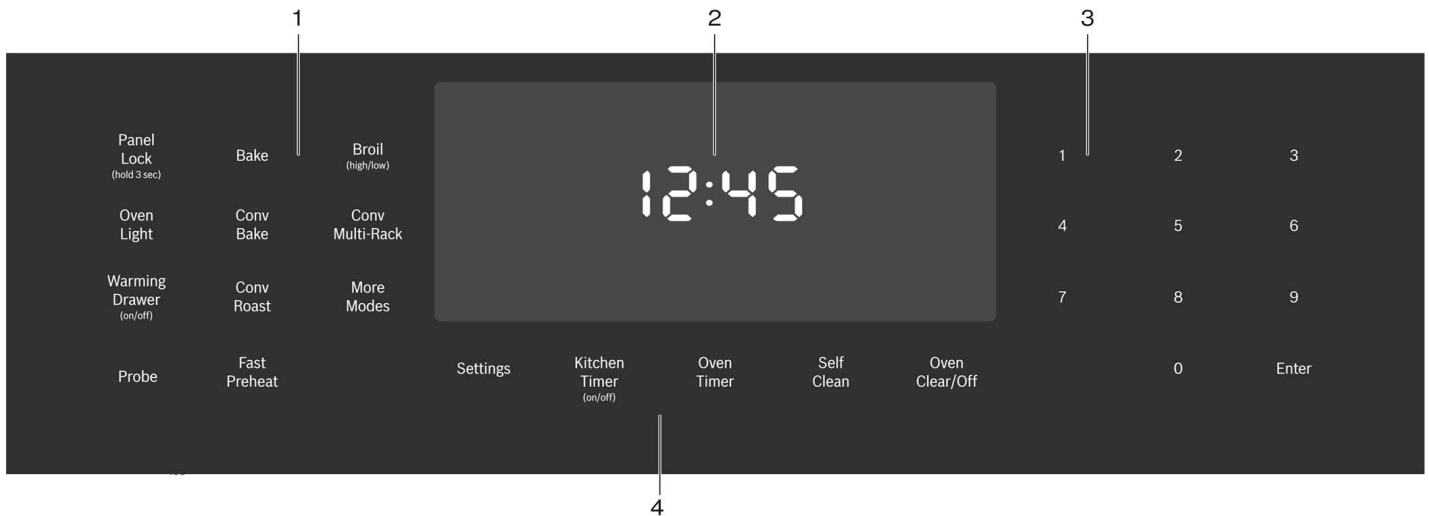 1
2
3
Panel
Lock
(hold 3 sec)
Bake
Broil
(high/low)
Oven
Light
Conv
Bake
Conv
Multi-Rack
Warming
Drawer
(on/off)
Conv
Roast
More
Modes
Probe
Fast
Preheat
12:45
Settings
Kitchen
Timer
(on/off)
Oven
Timer
Self
Clean
Oven
Clear/Off
1
2
3
4
5
6
7
8
9
0
Enter
4